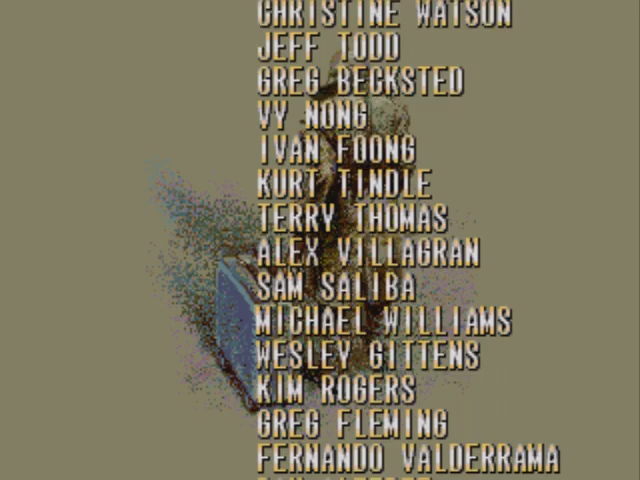 CHRISTINE WATSON
JEFF TODD
GREG BECKSTED
VY NONG
IVAN FOONG
KURT TINDLE
TERRY THOMAS
ALEX VILLAGRAN
SAM SALIBA
MICHAEL WILLIAMS
WESLEY GITTENS
KIM ROGERS
GREG FLEMING
FERNANDO VALDERRAMA